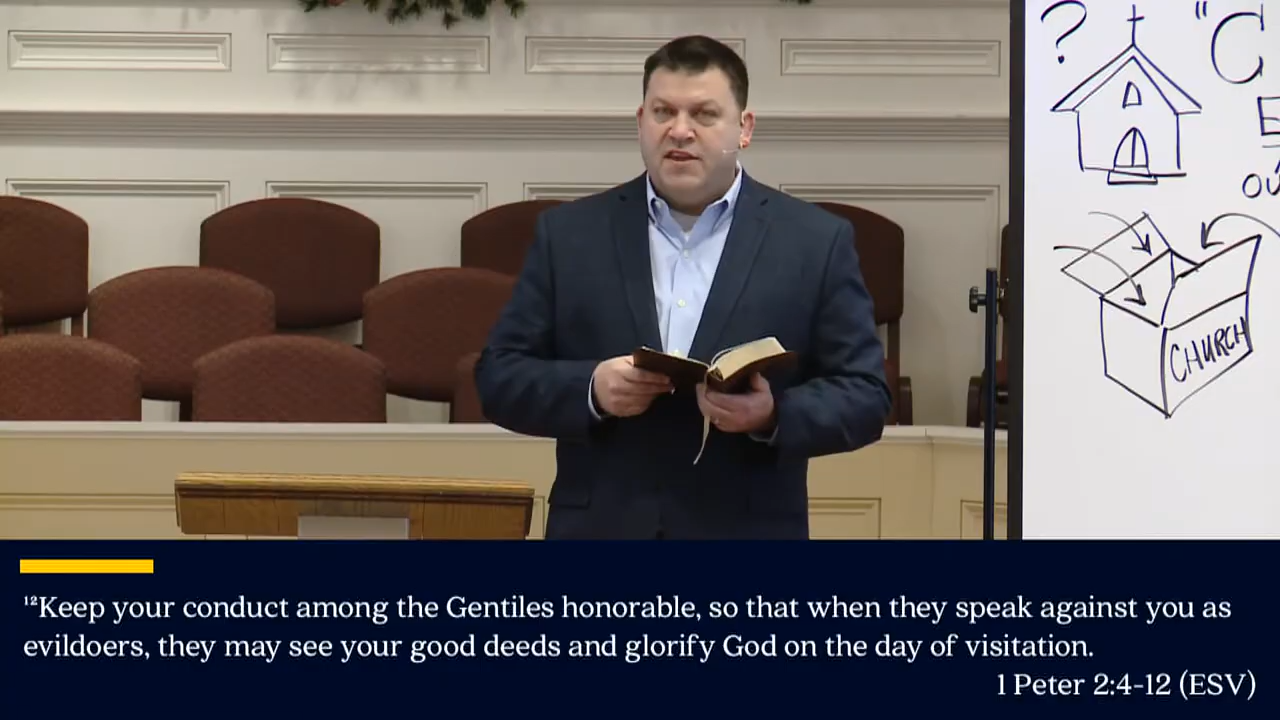 ?
"C
E
OU
CHURCH
¹²Keep your conduct among the Gentiles honorable, so that when they speak against you as
evildoers, they may see your good deeds and glorify God on the day of visitation.
1 Peter 2:4-12 (ESV)